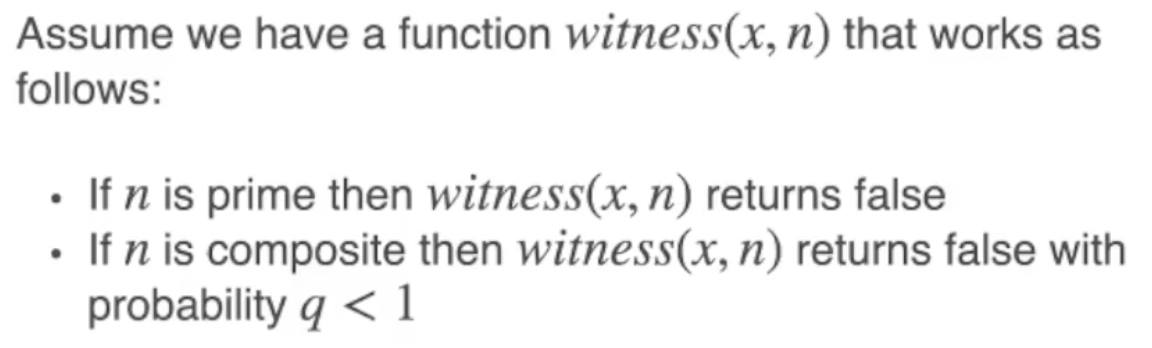 Assume we have a function witness(x, n) that works as
follows:
• If n is prime then witness(x, n) returns false
• If n is composite then witness(x, n) returns false with
probability q < 1